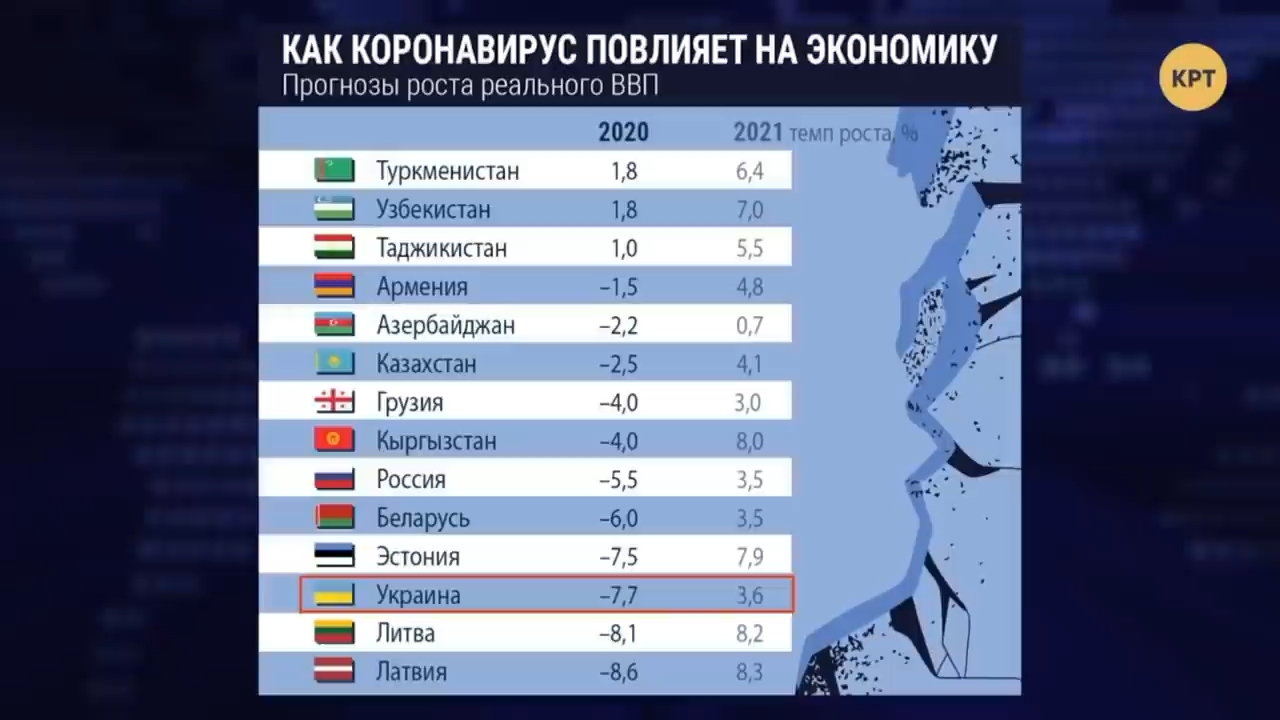 КАК КОРОНАВИРУС ПОВЛИЯЕТ НА ЭКОНОМИКУ
Прогнозы роста реального ВВП
КРТ
2020 2021 темп роста, %
Туркменистан 1,8 6,4
Узбекистан 1,8 7,0
Таджикистан 1,0 5,5
Армения –1,5 4,8
Азербайджан –2,2 0,7
Казахстан –2,5 4,1
Грузия –4,0 3,0
Кыргызстан –4,0 8,0
Россия –5,5 3,5
Беларусь –6,0 3,5
Эстония –7,5 7,9
Украина –7,7 3,6
Литва –8,1 8,2
Латвия –8,6 8,3